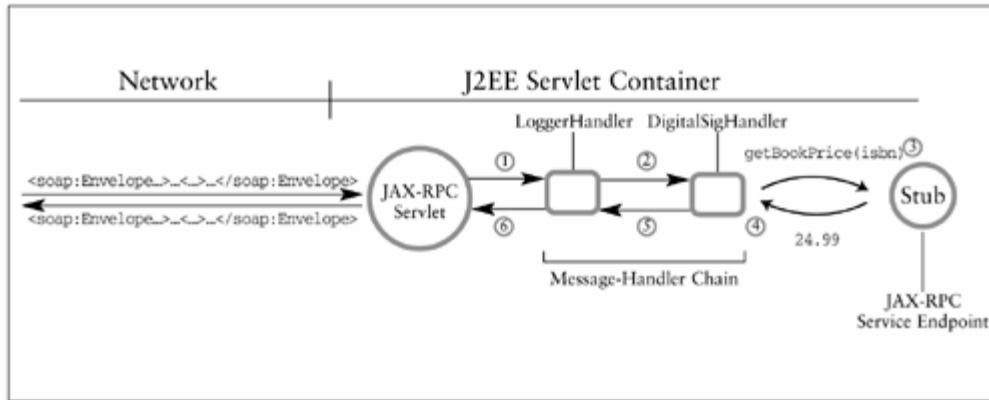 Network
J2EE Servlet Container
LoggerHandler DigitalSigHandler
① ② getBookPrice(isbn) ③
<soap:Envelope…>…<…>…</soap:Envelope>
JAX-RPC
Servlet
Stub
<soap:Envelope…>…<…>…</soap:Envelope>
⑥ ⑤ ④ 24.99
Message-Handler Chain
JAX-RPC
Service Endpoint